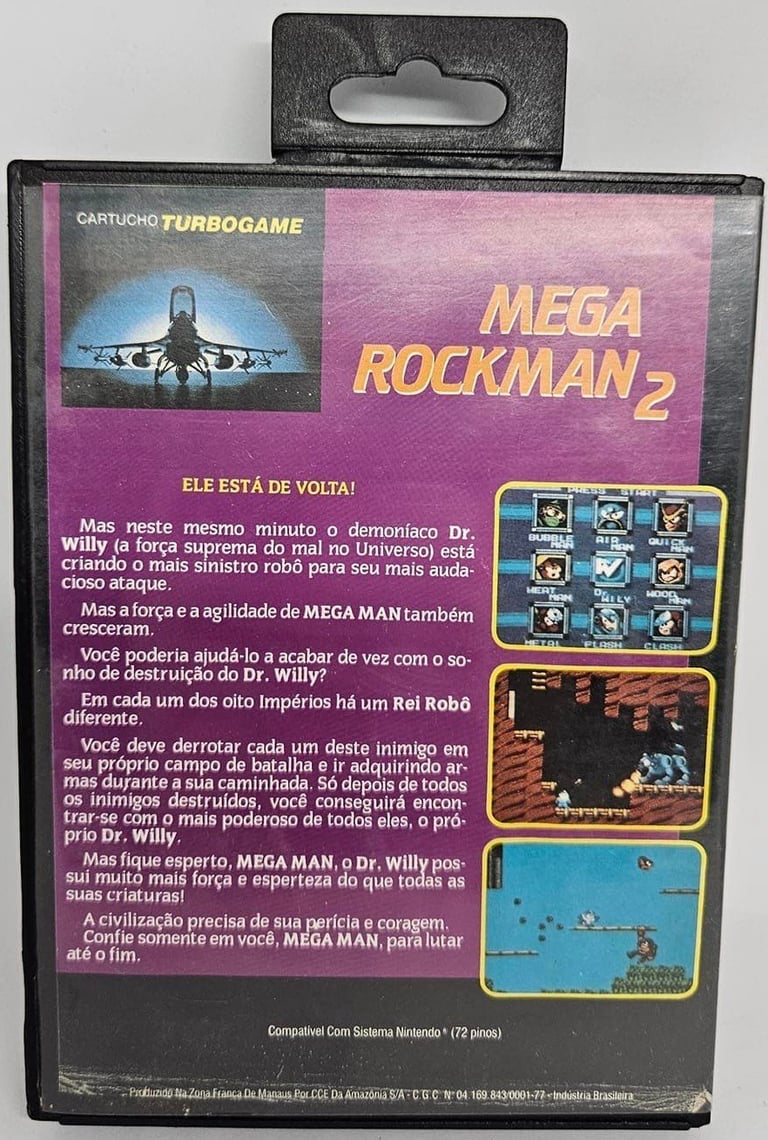 CARTUCHO TURBOGAME
MEGA
ROCKMAN 2
ELE ESTÁ DE VOLTA!
Mas neste mesmo minuto o demoníaco Dr.
Willy (a força suprema do mal no Universo) está
criando o mais sinistro robô para seu mais auda-
cioso ataque.
Mas a força e a agilidade de MEGA MAN também
cresceram.
Você poderia ajudá-lo a acabar de vez com o so-
nho de destruição do Dr. Willy?
Em cada um dos oito Impérios há um Rei Robô
diferente.
Você deve derrotar cada um deste inimigo em
seu próprio campo de batalha e ir adquirindo ar-
mas durante a sua caminhada. Só depois de todos
os inimigos destruídos, você conseguirá encon-
trar-se com o mais poderoso de todos eles, o pró-
prio Dr. Willy.
Mas fique esperto, MEGA MAN, o Dr. Willy pos-
sui muito mais força e esperteza do que todas as
suas criaturas!
A civilização precisa de sua perícia e coragem.
Confie somente em você, MEGA MAN, para lutar
até o fim.
PRESS START
BUBBLE MAN AIR MAN QUICK MAN
HEAT MAN DR. WILY WOOD MAN
METAL FLASH CLASH
Compatível Com Sistema Nintendo* (72 pinos)
Produzido Na Zona Franca De Manaus Por CCE Da Amazônia S/A - C.G.C. Nº 04.169.843/0001-77 - Indústria Brasileira